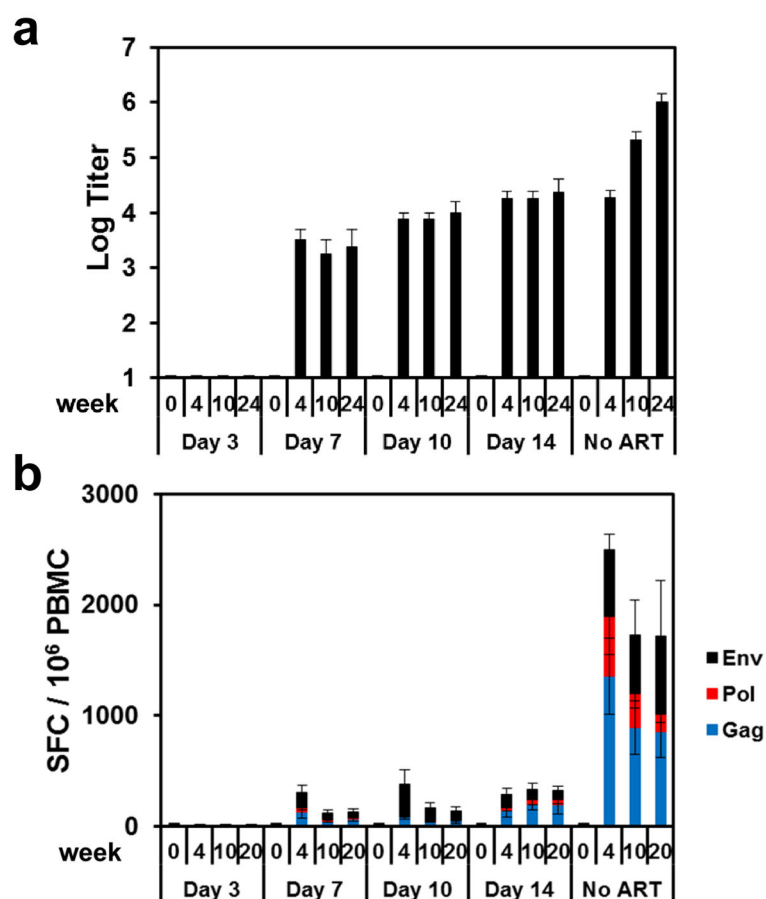 a
7
6
5
4
3
2
1
Log Titer
week 0 4 10 24 0 4 10 24 0 4 10 24 0 4 10 24 0 4 10 24
Day 3 Day 7 Day 10 Day 14 No ART
b
3000
2000
1000
0
SFC / 10⁶ PBMC
Env
Pol
Gag
week 0 4 10 20 0 4 10 20 0 4 10 20 0 4 10 20 0 4 10 20
Day 3 Day 7 Day 10 Day 14 No ART